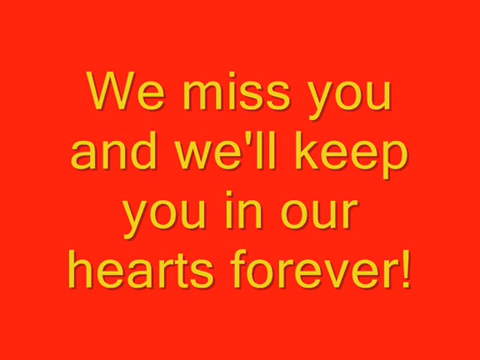 We miss you
and we'll keep
you in our
hearts forever!